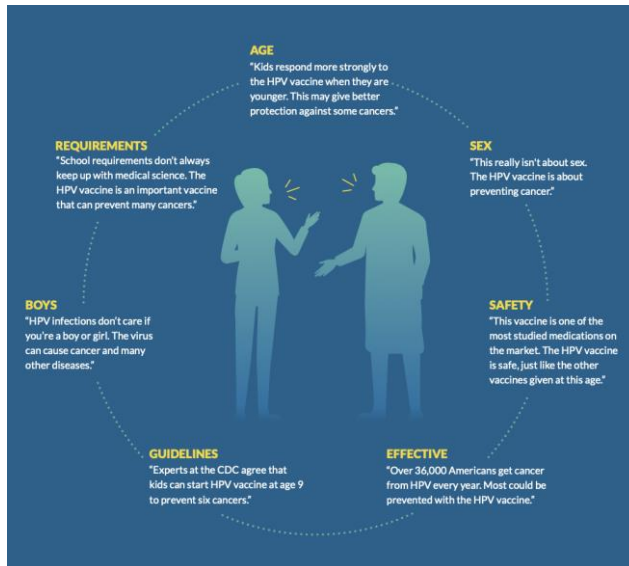 AGE
"Kids respond more strongly to
the HPV vaccine when they are
younger. This may give better
protection against some cancers."
SEX
"This really isn't about sex.
The HPV vaccine is about
preventing cancer."
SAFETY
"This vaccine is one of the
most studied medications on
the market. The HPV vaccine
is safe, just like the other
vaccines given at this age."
EFFECTIVE
"Over 36,000 Americans get cancer
from HPV every year. Most could be
prevented with the HPV vaccine."
GUIDELINES
"Experts at the CDC agree that
kids can start HPV vaccine at age 9
to prevent six cancers."
BOYS
"HPV infections don't care if
you're a boy or girl. The virus
can cause cancer and many
other diseases."
REQUIREMENTS
"School requirements don't always
keep up with medical science. The
HPV vaccine is an important vaccine
that can prevent many cancers."